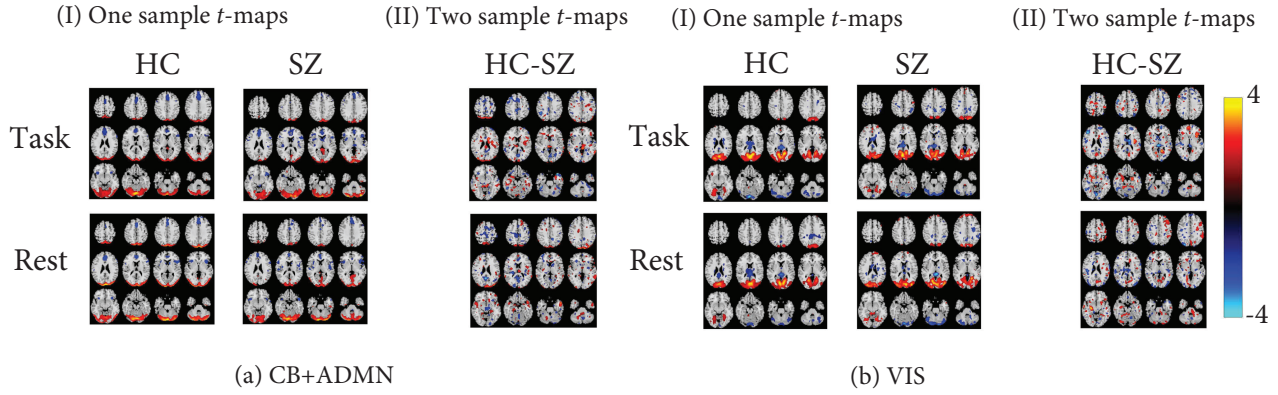 (I) One sample t-maps
(II) Two sample t-maps
(I) One sample t-maps
(II) Two sample t-maps
HC
SZ
HC-SZ
HC
SZ
HC-SZ
4
Task
Task
Rest
Rest
-4
(a) CB+ADMN
(b) VIS